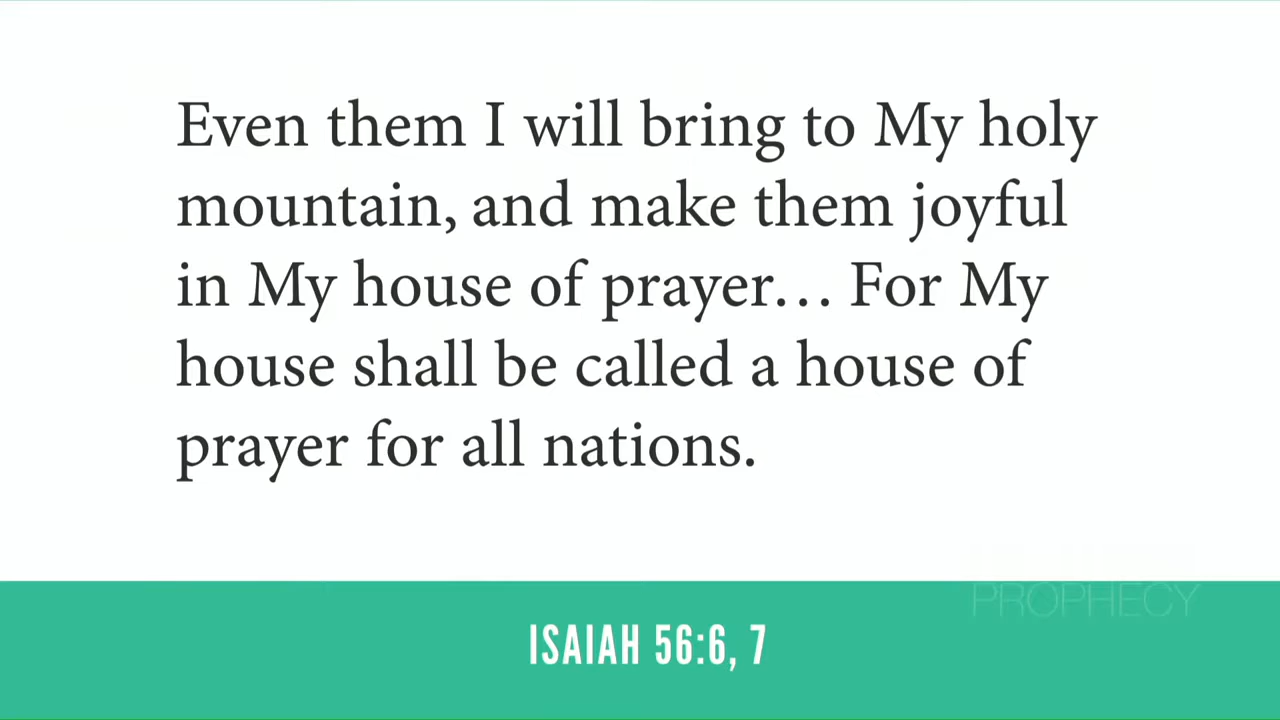 Even them I will bring to My holy
mountain, and make them joyful
in My house of prayer… For My
house shall be called a house of
prayer for all nations.
PROPHECY
ISAIAH 56:6, 7